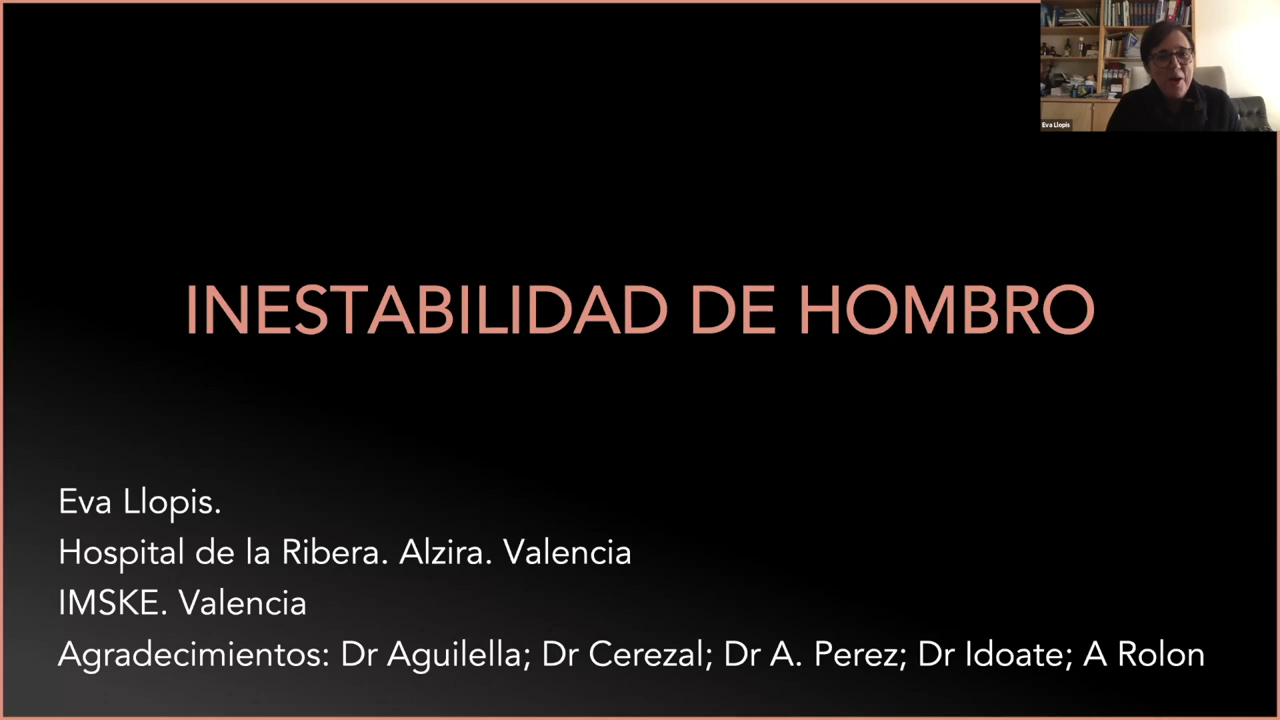 Eva Llopis
INESTABILIDAD DE HOMBRO
Eva Llopis.
Hospital de la Ribera. Alzira. Valencia
IMSKE. Valencia
Agradecimientos: Dr Aguilella; Dr Cerezal; Dr A. Perez; Dr Idoate; A Rolon